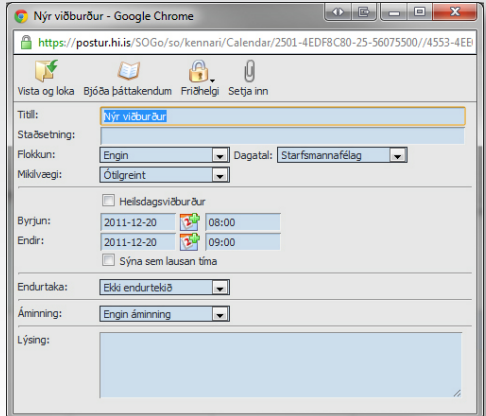 Nýr viðburður - Google Chrome
https://postur.hi.is/SOGo/so/kennari/Calendar/2501-4EDF8C80-25-56075500//4553-4EE
Vista og loka Bjóða þáttakendum Friðhelgi Setja inn
Titill: Nýr viðburður
Staðsetning:
Flokkun: Engin Dagatal: Starfsmannafélag
Mikilvægi: Ótilgreint
Heilsdagsviðburður
Byrjun: 2011-12-20 08:00
Endir: 2011-12-20 09:00
Sýna sem lausan tíma
Endurtaka: Ekki endurtekið
Áminning: Engin áminning
Lýsing: